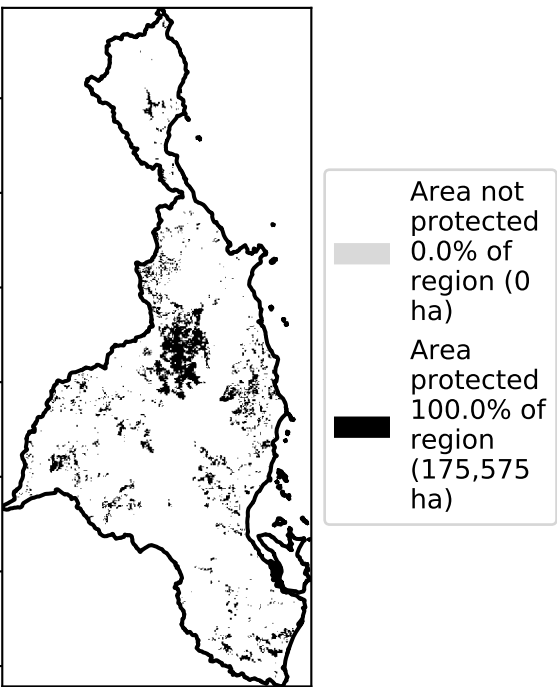 Area not
protected
0.0% of
region (0
ha)
Area
protected
100.0% of
region
(175,575
ha)